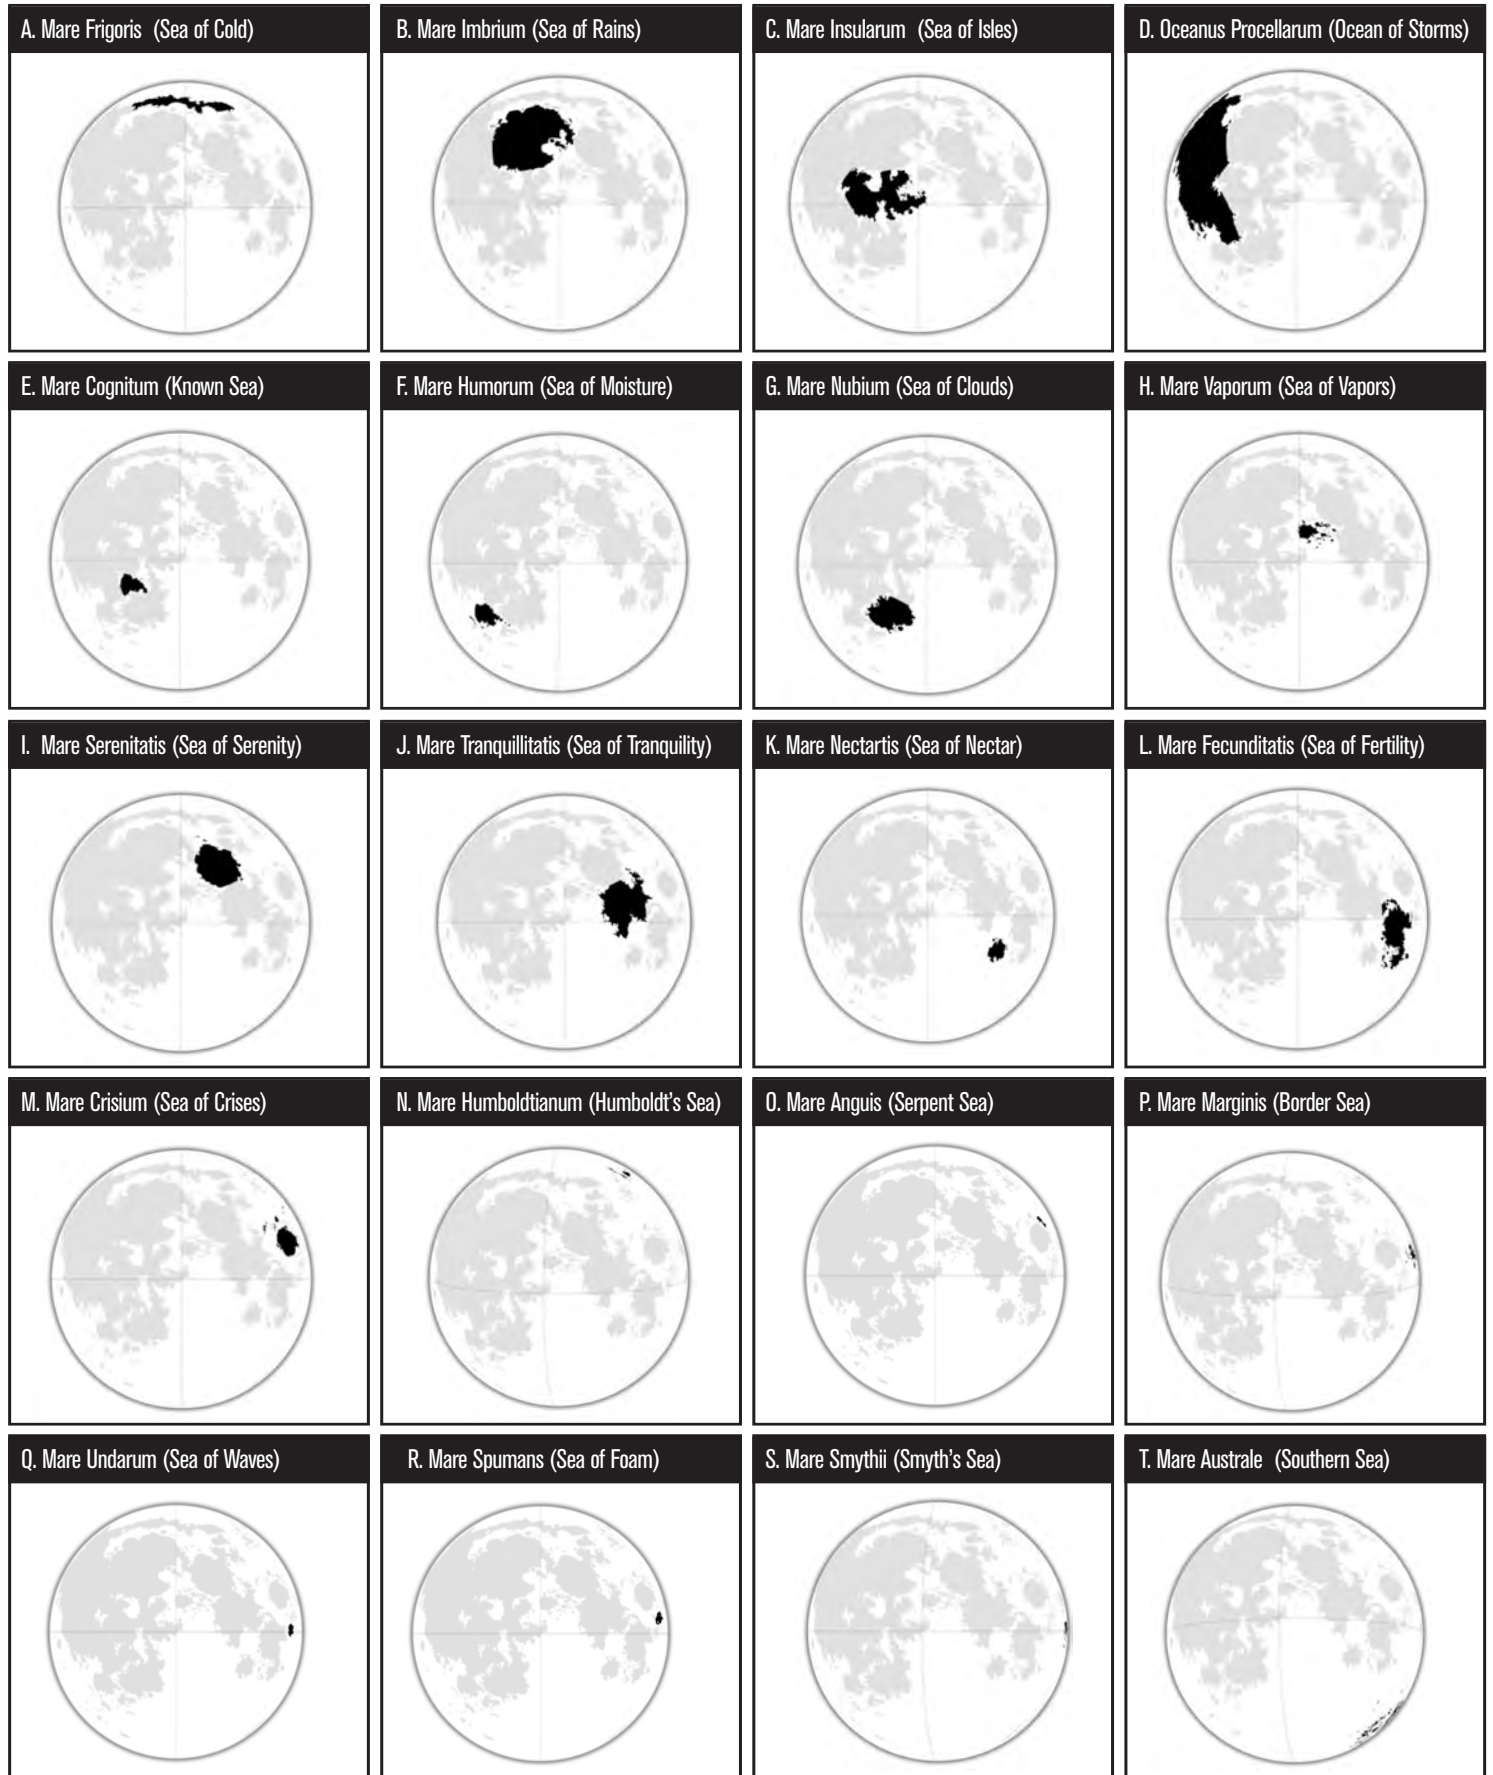 A. Mare Frigoris (Sea of Cold)
B. Mare Imbrium (Sea of Rains)
C. Mare Insularum (Sea of Isles)
D. Oceanus Procellarum (Ocean of Storms)
E. Mare Cognitum (Known Sea)
F. Mare Humorum (Sea of Moisture)
G. Mare Nubium (Sea of Clouds)
H. Mare Vaporum (Sea of Vapors)
I. Mare Serenitatis (Sea of Serenity)
J. Mare Tranquillitatis (Sea of Tranquility)
K. Mare Nectartis (Sea of Nectar)
L. Mare Fecunditatis (Sea of Fertility)
M. Mare Crisium (Sea of Crises)
N. Mare Humboldtianum (Humboldt's Sea)
O. Mare Anguis (Serpent Sea)
P. Mare Marginis (Border Sea)
Q. Mare Undarum (Sea of Waves)
R. Mare Spumans (Sea of Foam)
S. Mare Smythii (Smyth's Sea)
T. Mare Australe (Southern Sea)